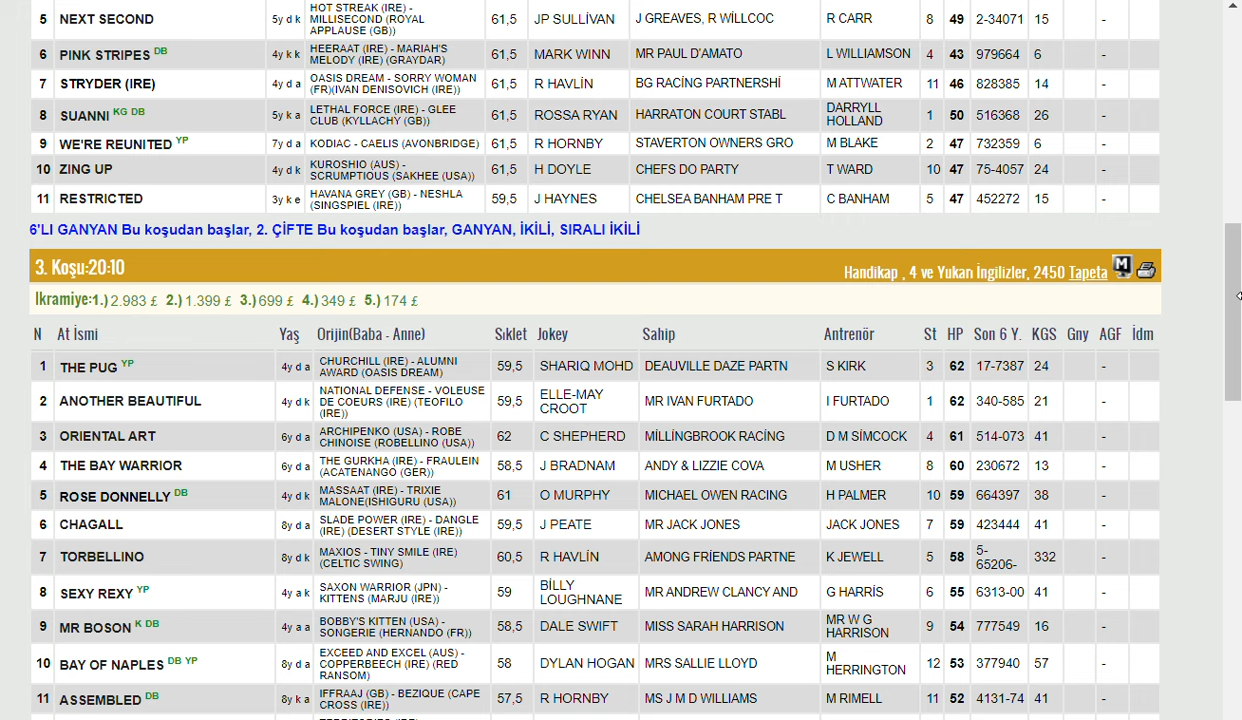 5 NEXT SECOND 5y d k HOT STREAK (IRE) - MILLISECOND (ROYAL APPLAUSE (GB)) 61,5 JP SULLİVAN J GREAVES, R WİLLCOC R CARR 8 49 2-34071 15 -
6 PINK STRIPES DB 4y k k HEERAAT (IRE) - MARIAH'S MELODY (IRE) (GRAYDAR) 61,5 MARK WINN MR PAUL D'AMATO L WILLIAMSON 4 43 979664 6 -
7 STRYDER (IRE) 4y d a OASIS DREAM - SORRY WOMAN (FR)(IVAN DENISOVICH (IRE)) 61,5 R HAVLİN BG RACİNG PARTNERSHİ M ATTWATER 11 46 828385 14 -
8 SUANNI KG DB 5y k a LETHAL FORCE (IRE) - GLEE CLUB (KYLLACHY (GB)) 61,5 ROSSA RYAN HARRATON COURT STABL DARRYLL HOLLAND 1 50 516368 26 -
9 WE'RE REUNITED YP 7y d a KODIAC - CAELIS (AVONBRIDGE) 61,5 R HORNBY STAVERTON OWNERS GRO M BLAKE 2 47 732359 6 -
10 ZING UP 4y d k KUROSHIO (AUS) - SCRUMPTIOUS (SAKHEE (USA)) 61,5 H DOYLE CHEFS DO PARTY T WARD 10 47 75-4057 24 -
11 RESTRICTED 3y k e HAVANA GREY (GB) - NESHLA (SINGSPIEL (IRE)) 59,5 J HAYNES CHELSEA BANHAM PRE T C BANHAM 5 47 452272 15 -
6'LI GANYAN Bu koşudan başlar, 2. ÇİFTE Bu koşudan başlar, GANYAN, İKİLİ, SIRALI İKİLİ
3. Koşu:20:10 Handikap , 4 ve Yukarı İngilizler, 2450 Tapeta M
İkramiye:1.) 2.983 £ 2.) 1.399 £ 3.) 699 £ 4.) 349 £ 5.) 174 £
N At İsmi Yaş Orijin(Baba - Anne) Sıklet Jokey Sahip Antrenör St HP Son 6 Y. KGS Gny AGF İdm
1 THE PUG YP 4y d a CHURCHILL (IRE) - ALUMNI AWARD (OASIS DREAM) 59,5 SHARIQ MOHD DEAUVILLE DAZE PARTN S KIRK 3 62 17-7387 24 -
2 ANOTHER BEAUTIFUL 4y d k NATIONAL DEFENSE - VOLEUSE DE COEURS (IRE) (TEOFILO (IRE)) 59,5 ELLE-MAY CROOT MR IVAN FURTADO I FURTADO 1 62 340-585 21 -
3 ORIENTAL ART 6y d a ARCHIPENKO (USA) - ROBE CHINOISE (ROBELLINO (USA)) 62 C SHEPHERD MİLLİNGBROOK RACİNG D M SİMCOCK 4 61 514-073 41 -
4 THE BAY WARRIOR 6y d a THE GURKHA (IRE) - FRAULEIN (ACATENANGO (GER)) 58,5 J BRADNAM ANDY & LIZZIE COVA M USHER 8 60 230672 13 -
5 ROSE DONNELLY DB 4y d k MASSAAT (IRE) - TRIXIE MALONE(ISHIGURU (USA)) 61 O MURPHY MICHAEL OWEN RACING H PALMER 10 59 664397 38 -
6 CHAGALL 8y d a SLADE POWER (IRE) - DANGLE (IRE) (DESERT STYLE (IRE)) 59,5 J PEATE MR JACK JONES JACK JONES 7 59 423444 41 -
7 TORBELLINO 8y d k MAXIOS - TINY SMILE (IRE) (CELTIC SWING) 60,5 R HAVLİN AMONG FRİENDS PARTNE K JEWELL 5 58 5-65206- 332 -
8 SEXY REXY YP 4y a k SAXON WARRIOR (JPN) - KITTENS (MARJU (IRE)) 59 BİLLY LOUGHNANE MR ANDREW CLANCY AND G HARRİS 6 55 6313-00 41 -
9 MR BOSON K DB 4y a a BOBBY'S KITTEN (USA) - SONGERIE (HERNANDO (FR)) 58,5 DALE SWIFT MISS SARAH HARRISON MR W G HARRISON 9 54 777549 16 -
10 BAY OF NAPLES DB YP 8y d a EXCEED AND EXCEL (AUS) - COPPERBEECH (IRE) (RED RANSOM) 58 DYLAN HOGAN MRS SALLIE LLOYD M HERRINGTON 12 53 377940 57 -
11 ASSEMBLED DB 8y k a IFFRAAJ (GB) - BEZIQUE (CAPE CROSS (IRE)) 57,5 R HORNBY MS J M D WILLIAMS M RIMELL 11 52 4131-74 41 -